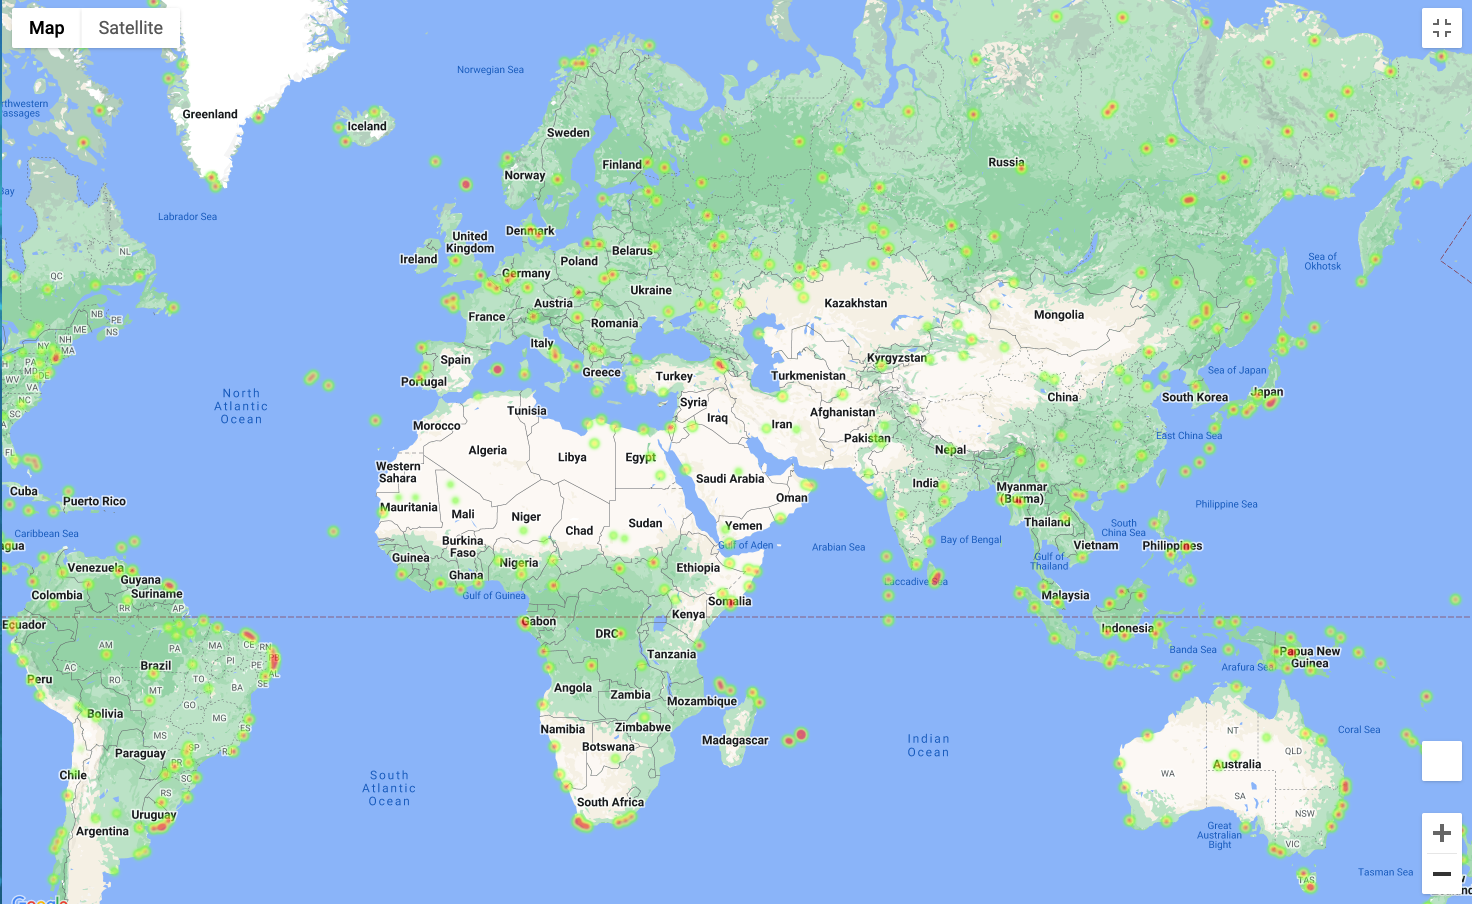 Map
Satellite
Norwegian Sea
rthwestern
assages
Greenland
Iceland
Sweden
Finland
Russia
Norway
Bay
Labrador Sea
Denmark
United
Kingdom
Ireland
Belarus
Poland
Sea of
Okhotsk
NL
QC
Germany
Ukraine
Austria
Kazakhstan
NB
PE
ME
NS
France
Romania
Mongolia
NH
NY
MA
Italy
PA
MD
DE
WV
VA
Spain
Greece
Turkey
Kyrgyzstan
Turkmenistan
Sea of Japan
Portugal
North
Atlantic
Ocean
NC
SC
Syria
Iraq
Iran
Afghanistan
China
South Korea
Japan
Tunisia
Morocco
East China Sea
Pakistan
Nepal
FL
Algeria
Libya
Egypt
Western
Sahara
Saudi Arabia
India
Myanmar
(Burma)
Cuba
Puerto Rico
Oman
Mauritania
Mali
Niger
Chad
Sudan
Yemen
Thailand
South
China Sea
Philippine Sea
Caribbean Sea
agua
Burkina
Faso
Gulf of Aden
Arabian Sea
Bay of Bengal
Vietnam
Philippines
Guinea
Nigeria
Ethiopia
Gulf of
Thailand
Venezuela
Guyana
Suriname
Ghana
Laccadive Sea
Colombia
Gulf of Guinea
Somalia
Malaysia
RR
AP
Ecuador
Gabon
Kenya
DRC
Indonesia
AM
PA
MA
CE
RN
PB
Banda Sea
Papua New
Guinea
Brazil
PI
PE
AL
SE
Tanzania
Arafura Sea
AC
RO
TO
Peru
MT
BA
Angola
Zambia
Mozambique
GO
Bolivia
MG
ES
Namibia
Zimbabwe
Botswana
Madagascar
Indian
Ocean
NT
Coral Sea
MS
SP
RJ
Paraguay
PR
QLD
Australia
WA
Chile
SC
South
Atlantic
Ocean
RS
SA
South Africa
Uruguay
NSW
Argentina
Great
Australian
Bight
VIC
Tasman Sea
TAS
Google